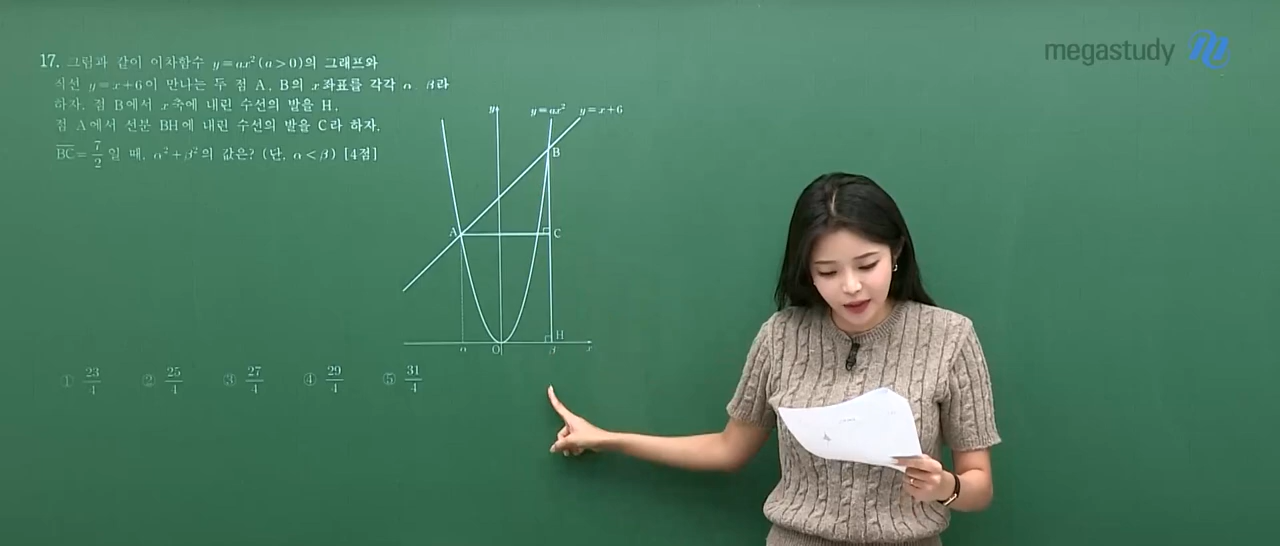 megastudy
17. 그림과 같이 이차함수 y=ax²(a>0)의 그래프와
직선 y=x+6이 만나는 두 점 A, B의 x좌표를 각각 α, β라
하자. 점 B에서 x축에 내린 수선의 발을 H,
점 A에서 선분 BH에 내린 수선의 발을 C라 하자.
BC=7/2일 때, α²+β²의 값은? (단, α<β) [4점]
y y=ax² y=x+6
B
A C
H
α O β x
① 23/4 ② 25/4 ③ 27/4 ④ 29/4 ⑤ 31/4